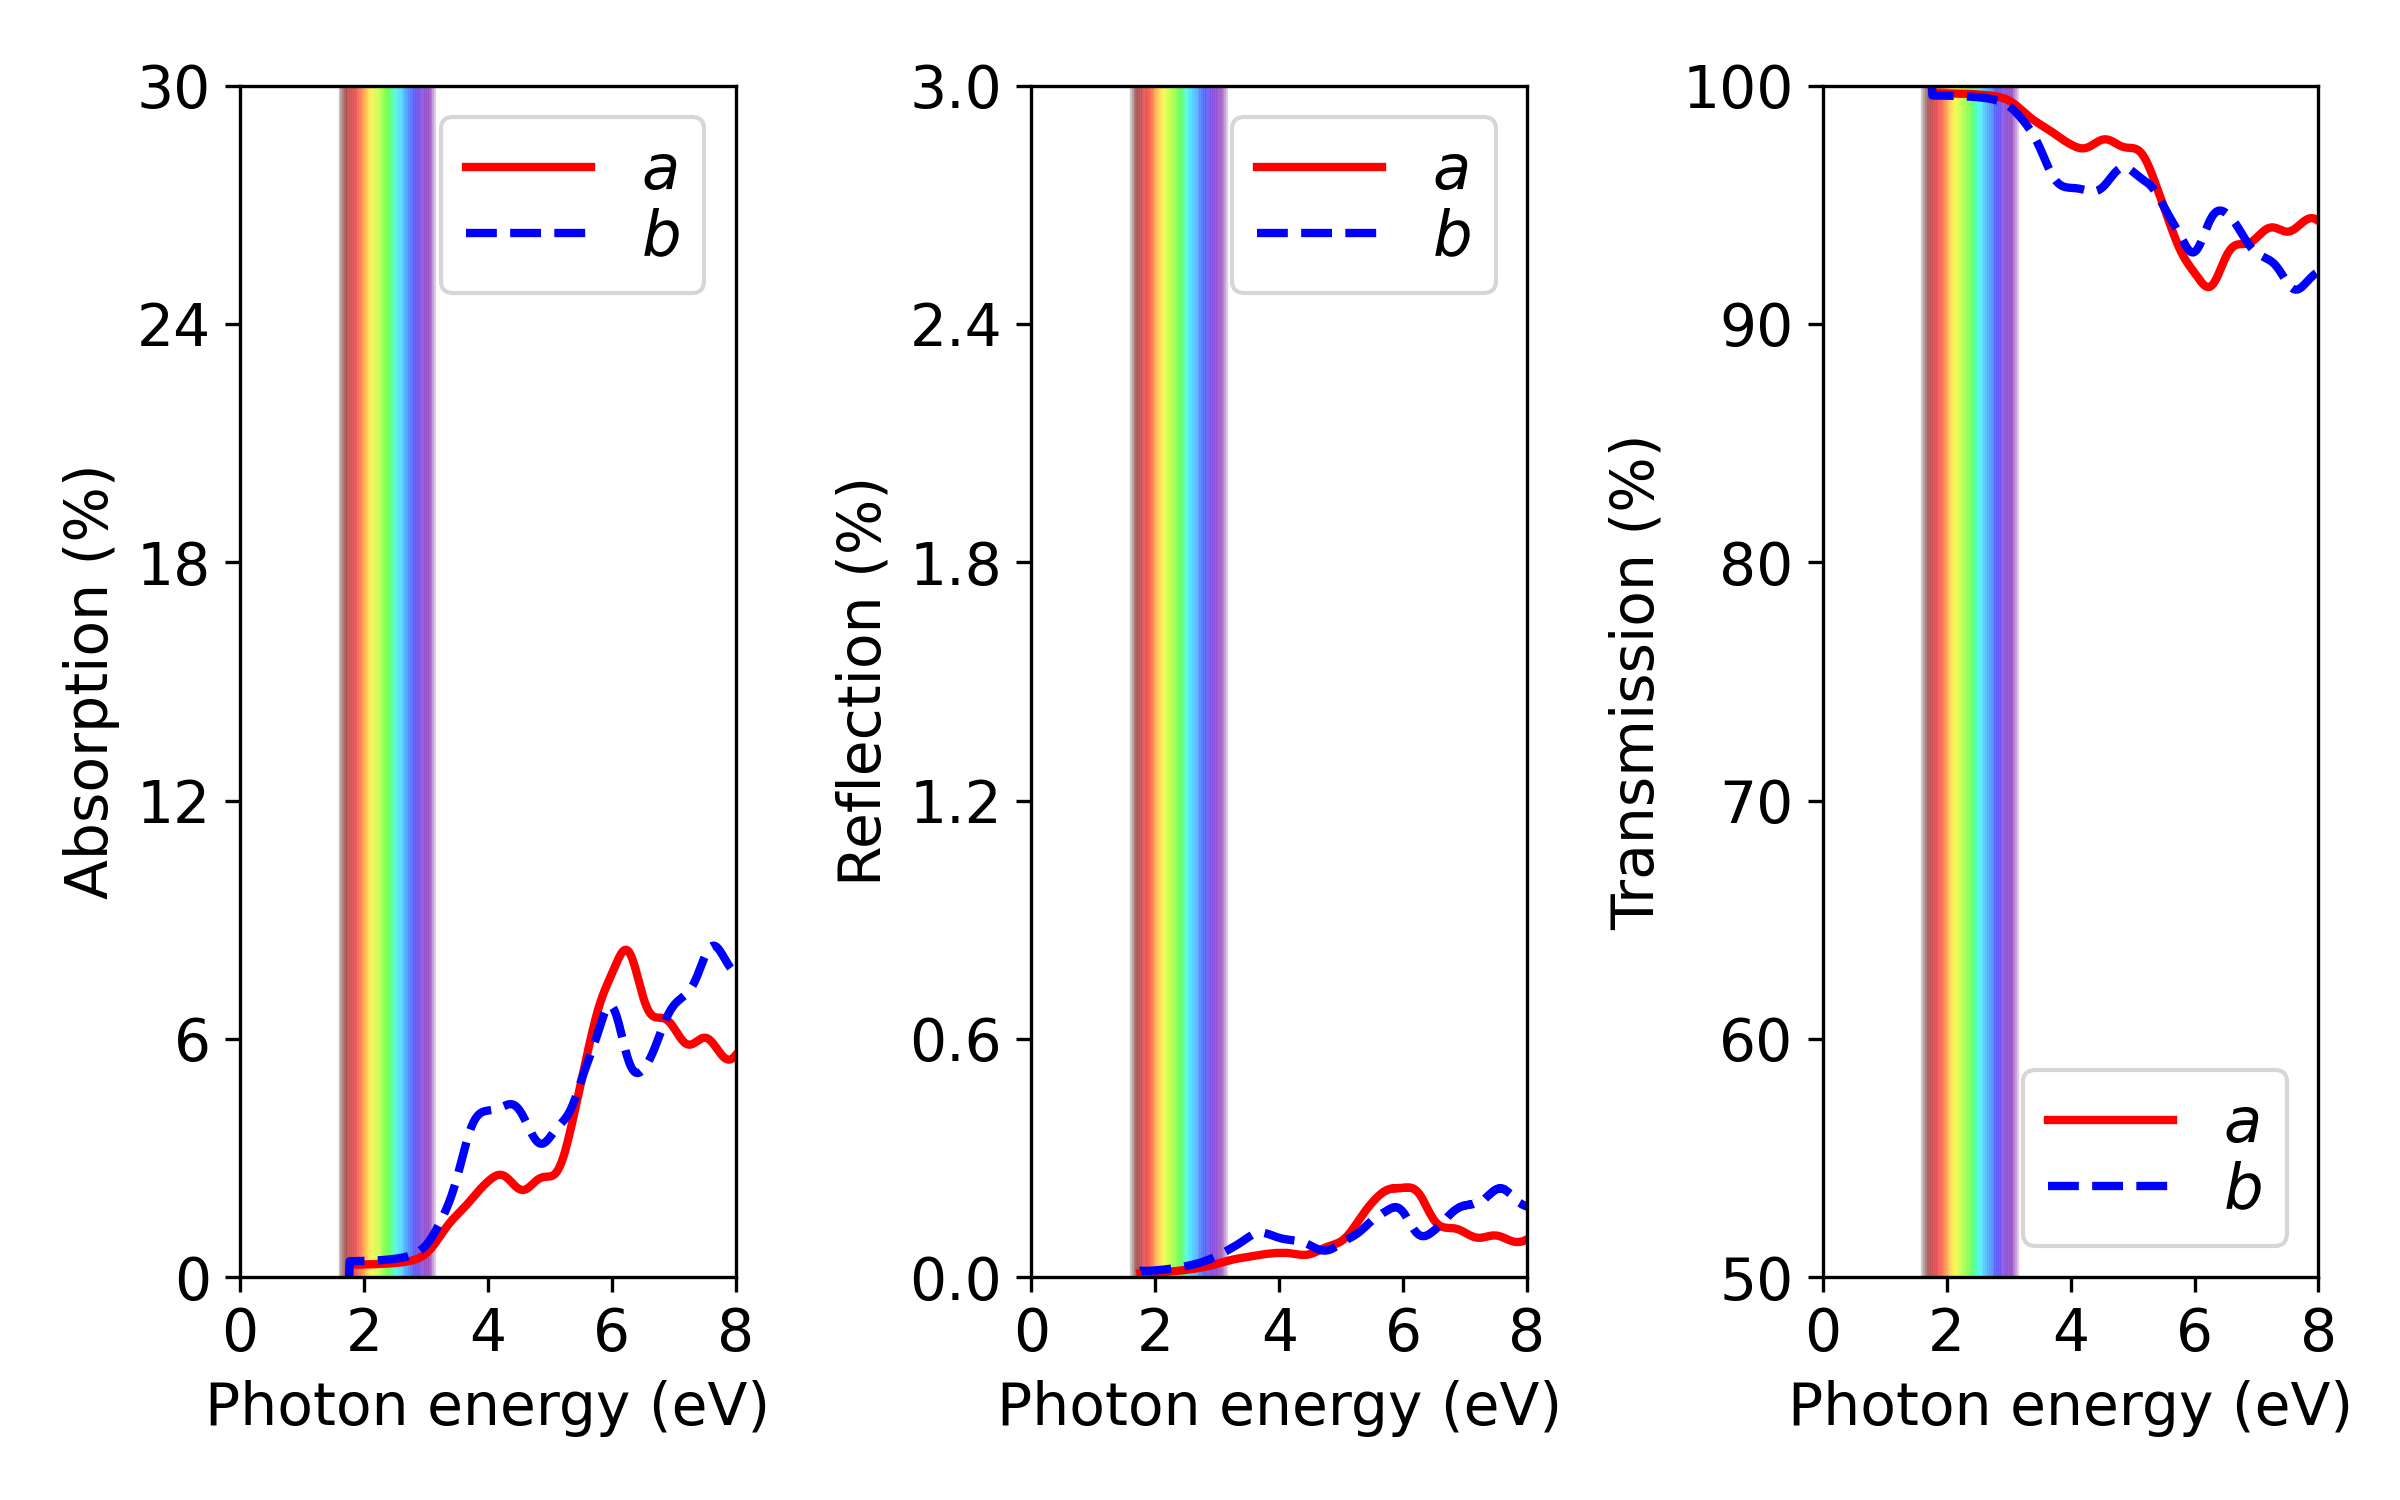 30
24
18
12
6
0
0 2 4 6 8
Absorption (%)
Photon energy (eV)
a
b
3.0
2.4
1.8
1.2
0.6
0.0
0 2 4 6 8
Reflection (%)
Photon energy (eV)
a
b
100
90
80
70
60
50
0 2 4 6 8
Transmission (%)
Photon energy (eV)
a
b